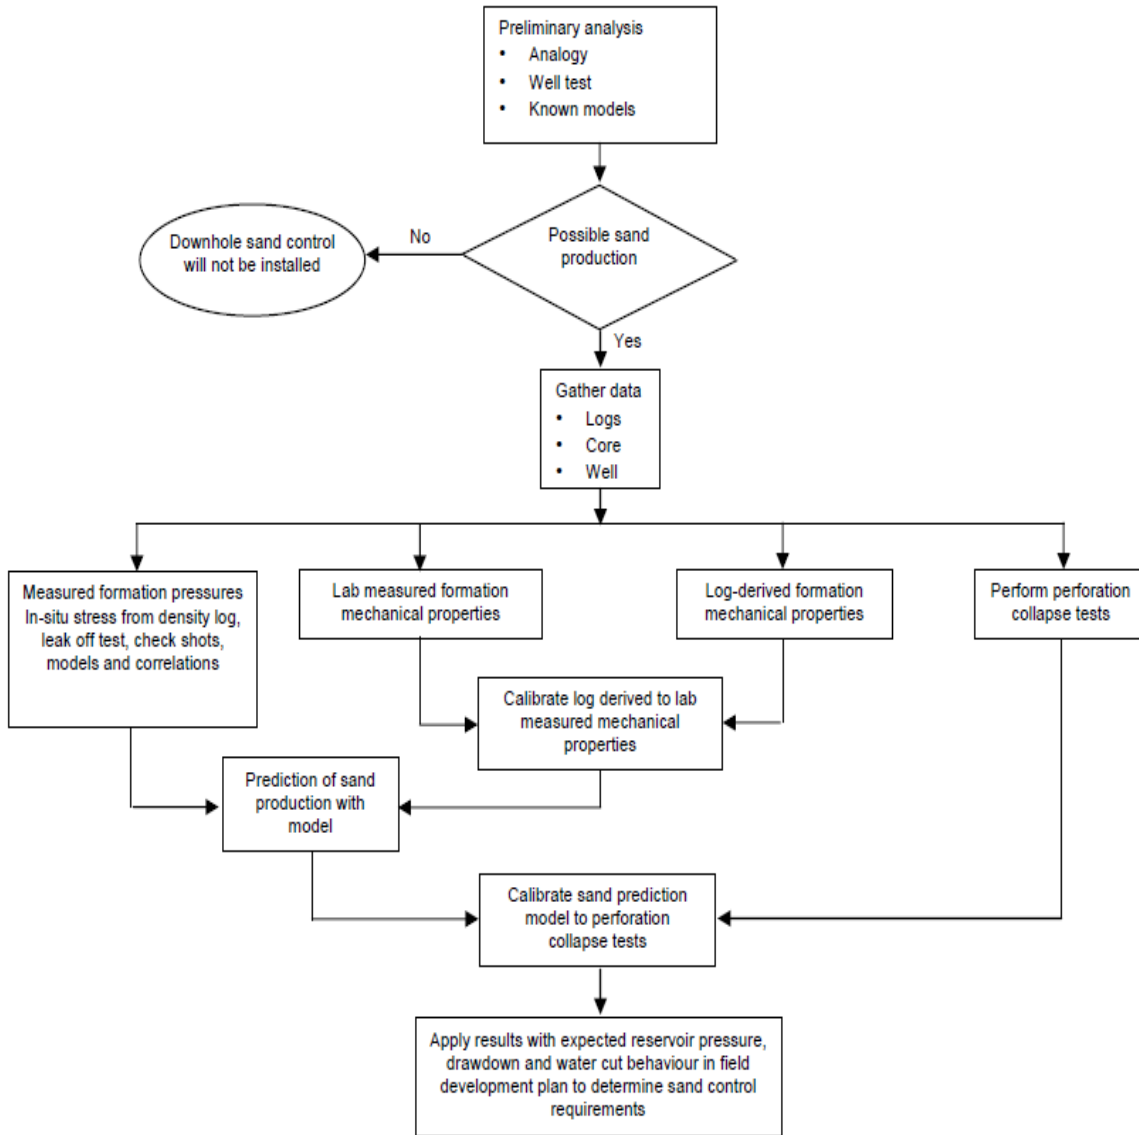 Preliminary analysis
• Analogy
• Well test
• Known models
Possible sand
production
No
Downhole sand control
will not be installed
Yes
Gather data
• Logs
• Core
• Well
Measured formation pressures
In-situ stress from density log,
leak off test, check shots,
models and correlations
Lab measured formation
mechanical properties
Log-derived formation
mechanical properties
Perform perforation
collapse tests
Calibrate log derived to lab
measured mechanical
properties
Prediction of sand
production with
model
Calibrate sand prediction
model to perforation
collapse tests
Apply results with expected reservoir pressure,
drawdown and water cut behaviour in field
development plan to determine sand control
requirements